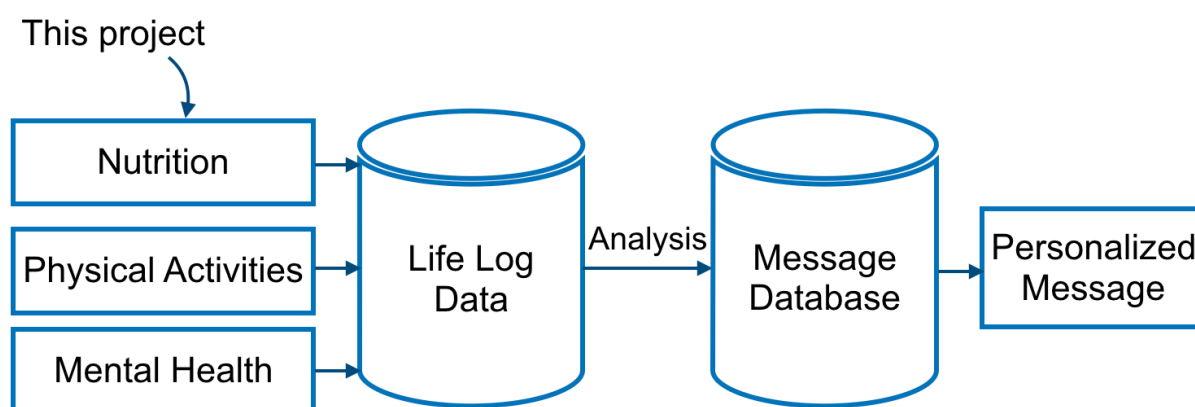 This project
Nutrition
Physical Activities
Mental Health
Life Log
Data
Analysis
Message
Database
Personalized
Message